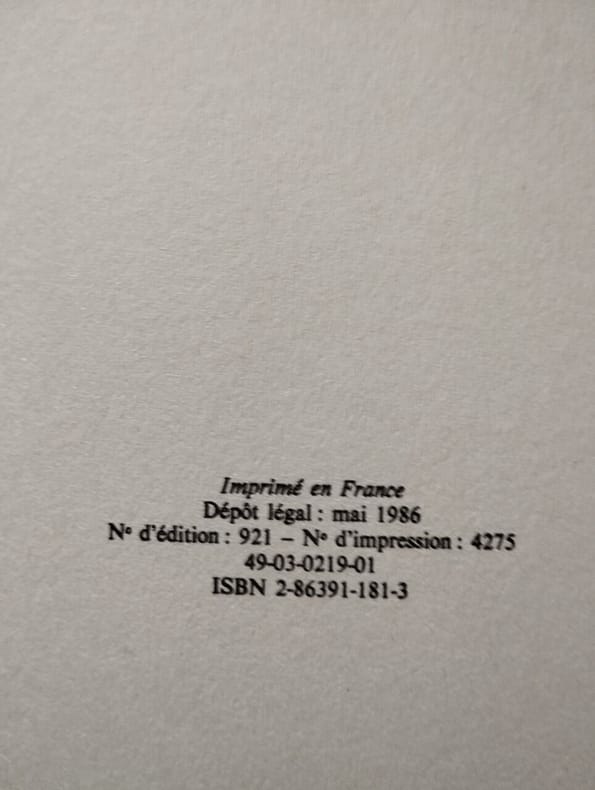 Imprimé en France
Dépôt légal : mai 1986
N° d'édition : 921 – N° d'impression : 4275
49-03-0219-01
ISBN 2-86391-181-3